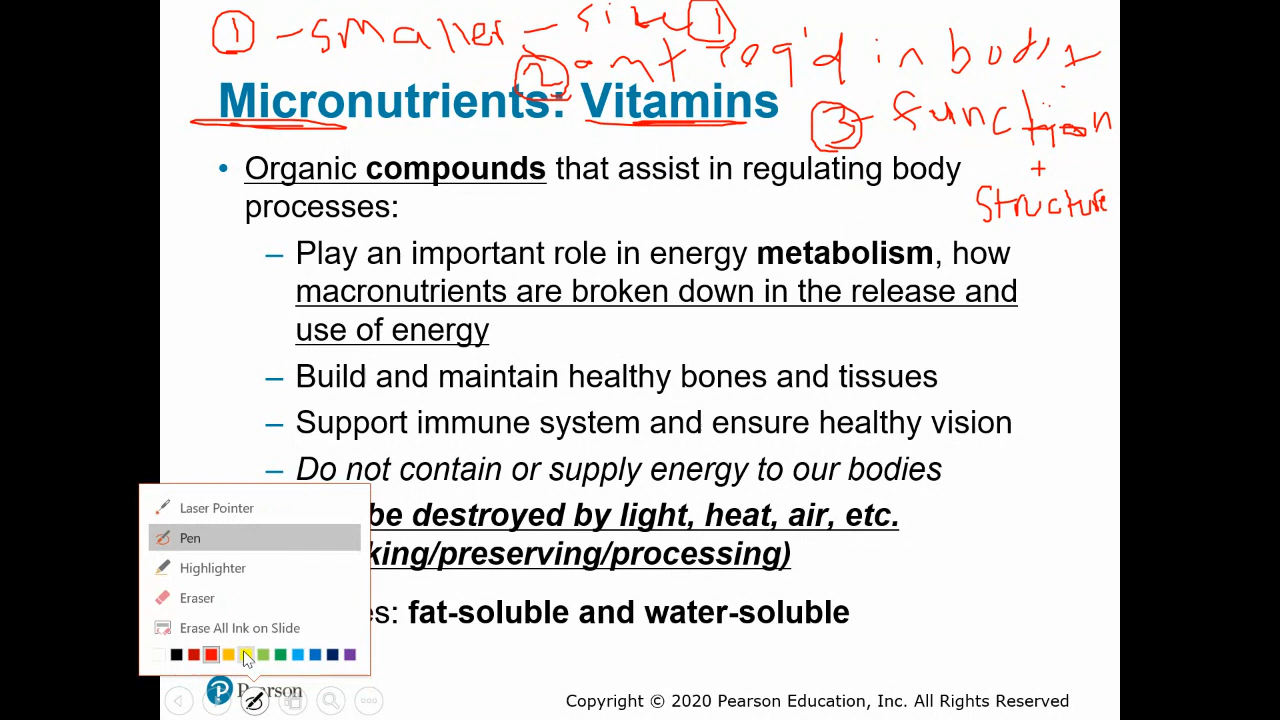 ① - smaller - size ①
② amt req'd in body
Micronutrients: Vitamins
③ - function
+
structure
• Organic compounds that assist in regulating body
processes:
– Play an important role in energy metabolism, how
macronutrients are broken down in the release and
use of energy
– Build and maintain healthy bones and tissues
– Support immune system and ensure healthy vision
– Do not contain or supply energy to our bodies
be destroyed by light, heat, air, etc.
king/preserving/processing)
es: fat-soluble and water-soluble
Laser Pointer
Pen
Highlighter
Eraser
Erase All Ink on Slide
Pearson
Copyright © 2020 Pearson Education, Inc. All Rights Reserved